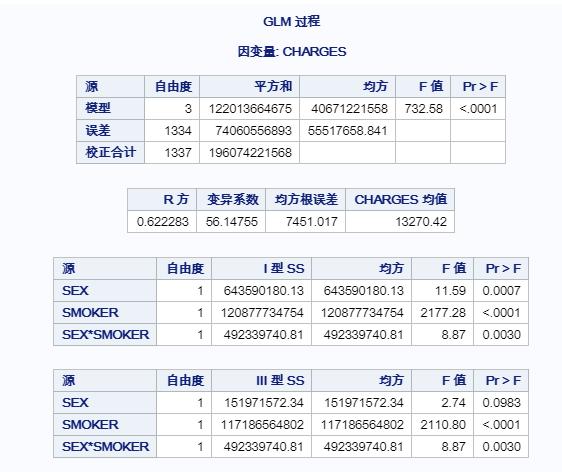 GLM 过程
因变量: CHARGES
源 自由度 平方和 均方 F 值 Pr > F
模型 3 122013664675 40671221558 732.58 <.0001
误差 1334 74060556893 55517658.841
校正合计 1337 196074221568
R 方 变异系数 均方根误差 CHARGES 均值
0.622283 56.14755 7451.017 13270.42
源 自由度 I 型 SS 均方 F 值 Pr > F
SEX 1 643590180.13 643590180.13 11.59 0.0007
SMOKER 1 120877734754 120877734754 2177.28 <.0001
SEX*SMOKER 1 492339740.81 492339740.81 8.87 0.0030
源 自由度 III 型 SS 均方 F 值 Pr > F
SEX 1 151971572.34 151971572.34 2.74 0.0983
SMOKER 1 117186564802 117186564802 2110.80 <.0001
SEX*SMOKER 1 492339740.81 492339740.81 8.87 0.0030